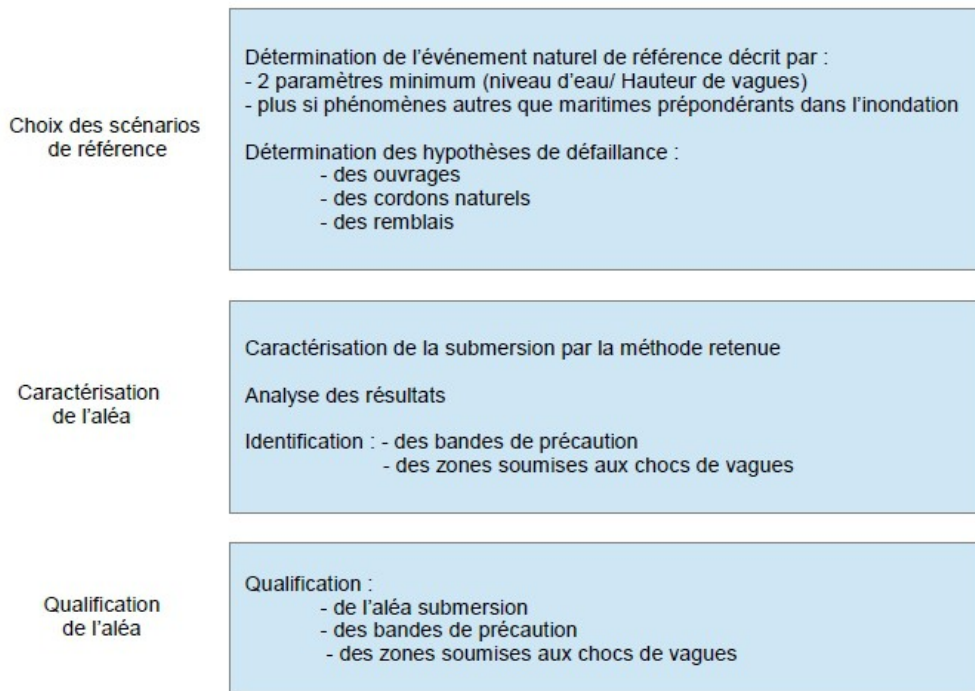 Choix des scénarios
de référence
Détermination de l'événement naturel de référence décrit par :
- 2 paramètres minimum (niveau d'eau/ Hauteur de vagues)
- plus si phénomènes autres que maritimes prépondérants dans l'inondation
Détermination des hypothèses de défaillance :
- des ouvrages
- des cordons naturels
- des remblais
Caractérisation
de l'aléa
Caractérisation de la submersion par la méthode retenue
Analyse des résultats
Identification : - des bandes de précaution
- des zones soumises aux chocs de vagues
Qualification
de l'aléa
Qualification :
- de l'aléa submersion
- des bandes de précaution
- des zones soumises aux chocs de vagues